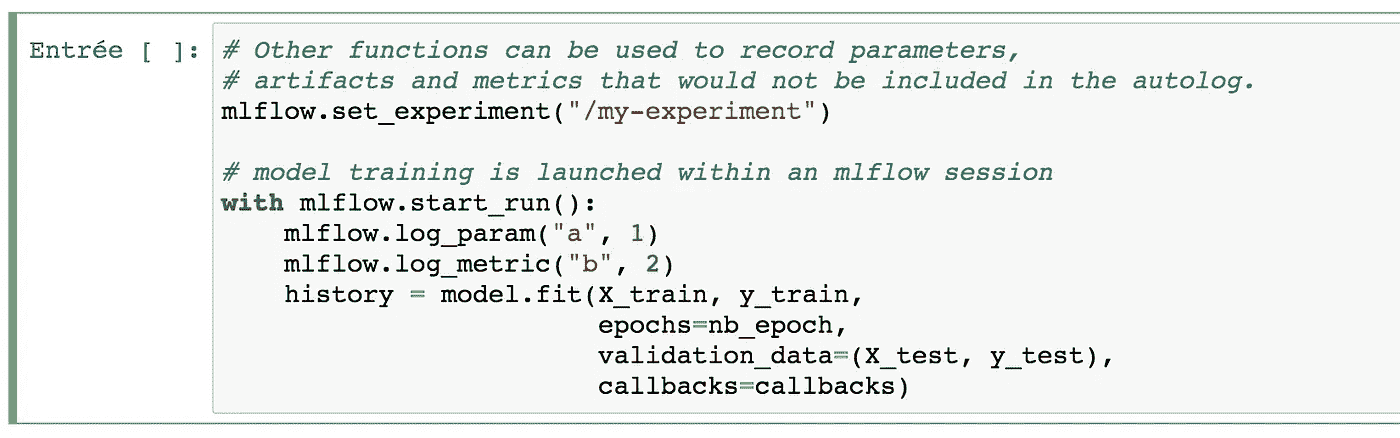 Entrée [ ]: # Other functions can be used to record parameters,
# artifacts and metrics that would not be included in the autolog.
mlflow.set_experiment("/my-experiment")
# model training is launched within an mlflow session
with mlflow.start_run():
    mlflow.log_param("a", 1)
    mlflow.log_metric("b", 2)
    history = model.fit(X_train, y_train,
                        epochs=nb_epoch,
                        validation_data=(X_test, y_test),
                        callbacks=callbacks)